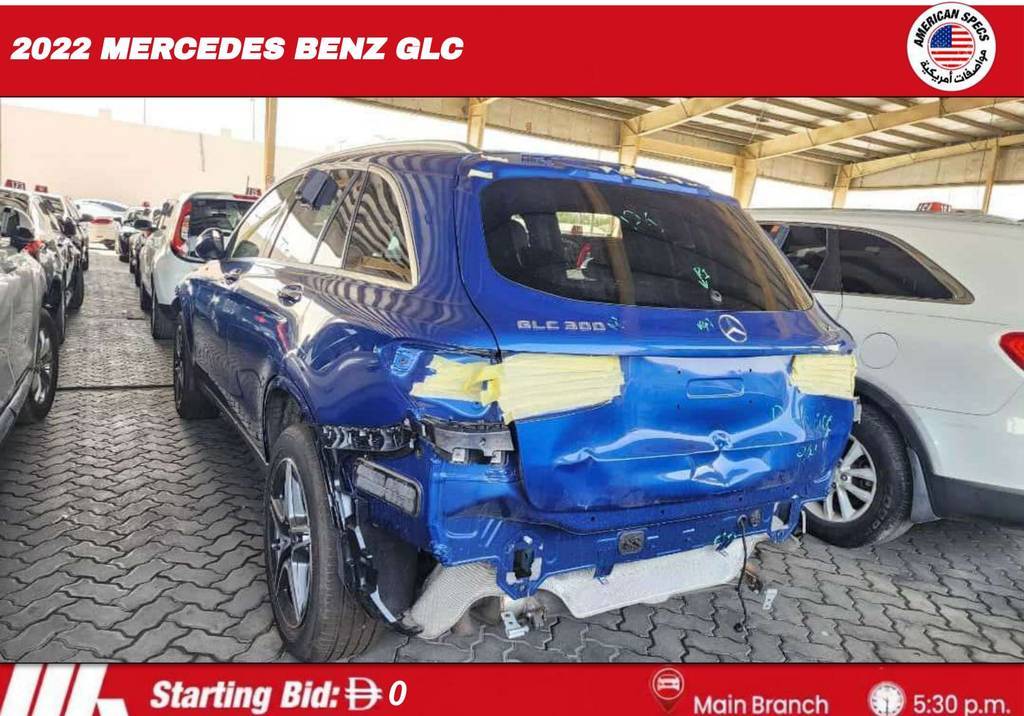 2022 MERCEDES BENZ GLC
AMERICAN SPECS
مواصفات أمريكية
GLC 300
Starting Bid: 0
Main Branch
5:30 p.m.